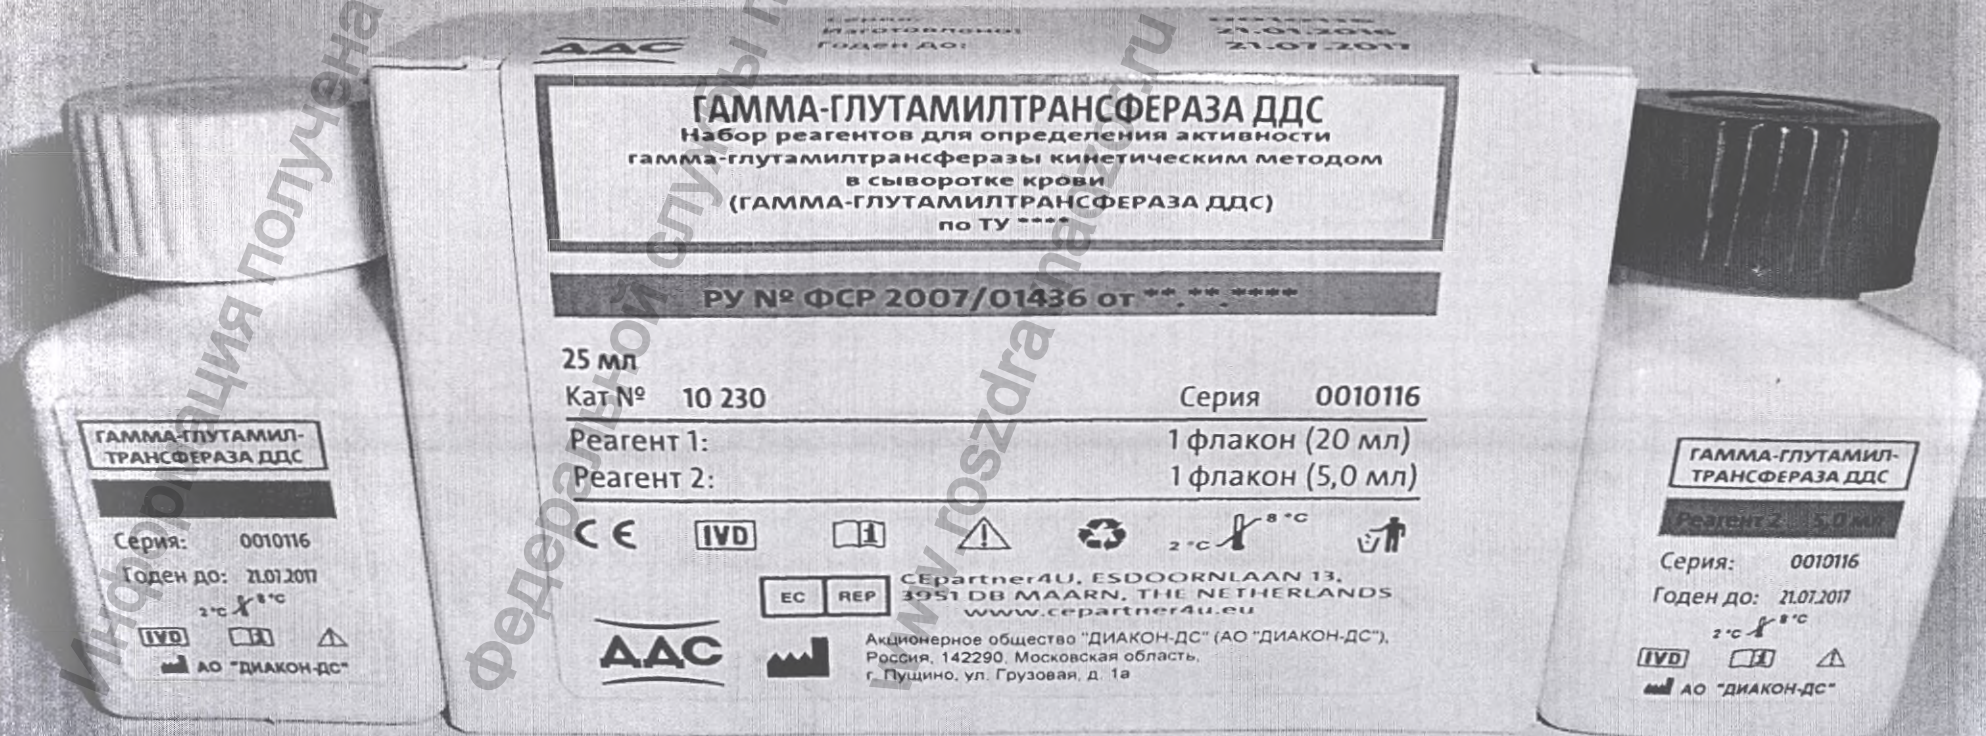 ДДС
Серия: 0010116
Изготовлено: 21.01.2016
Годен до: 21.07.2017
ГАММА-ГЛУТАМИЛТРАНСФЕРАЗА ДДС
Набор реагентов для определения активности
гамма-глутамилтрансферазы кинетическим методом
в сыворотке крови
(ГАММА-ГЛУТАМИЛТРАНСФЕРАЗА ДДС)
по ТУ ****
РУ № ФСР 2007/01436 от **.**.****
25 мл
Кат № 10 230 Серия 0010116
Реагент 1: 1 флакон (20 мл)
Реагент 2: 1 флакон (5,0 мл)
CE IVD 2 °C 8 °C
EC REP
CEpartner4U, ESDOORNLAAN 13,
3951 DB MAARN, THE NETHERLANDS
www.cepartner4u.eu
ДДС
Акционерное общество "ДИАКОН-ДС" (АО "ДИАКОН-ДС"),
Россия, 142290, Московская область,
г. Пущино, ул. Грузовая, д. 1а
ГАММА-ГЛУТАМИЛ-
ТРАНСФЕРАЗА ДДС
Серия: 0010116
Годен до: 21.07.2017
2 °C 8 °C
IVD
АО "ДИАКОН-ДС"
ГАММА-ГЛУТАМИЛ-
ТРАНСФЕРАЗА ДДС
Реагент 2 5,0 мл
Серия: 0010116
Годен до: 21.07.2017
2 °C 8 °C
IVD
АО "ДИАКОН-ДС"
Информация получена
Федеральной службы
www.roszdravnadzor.ru